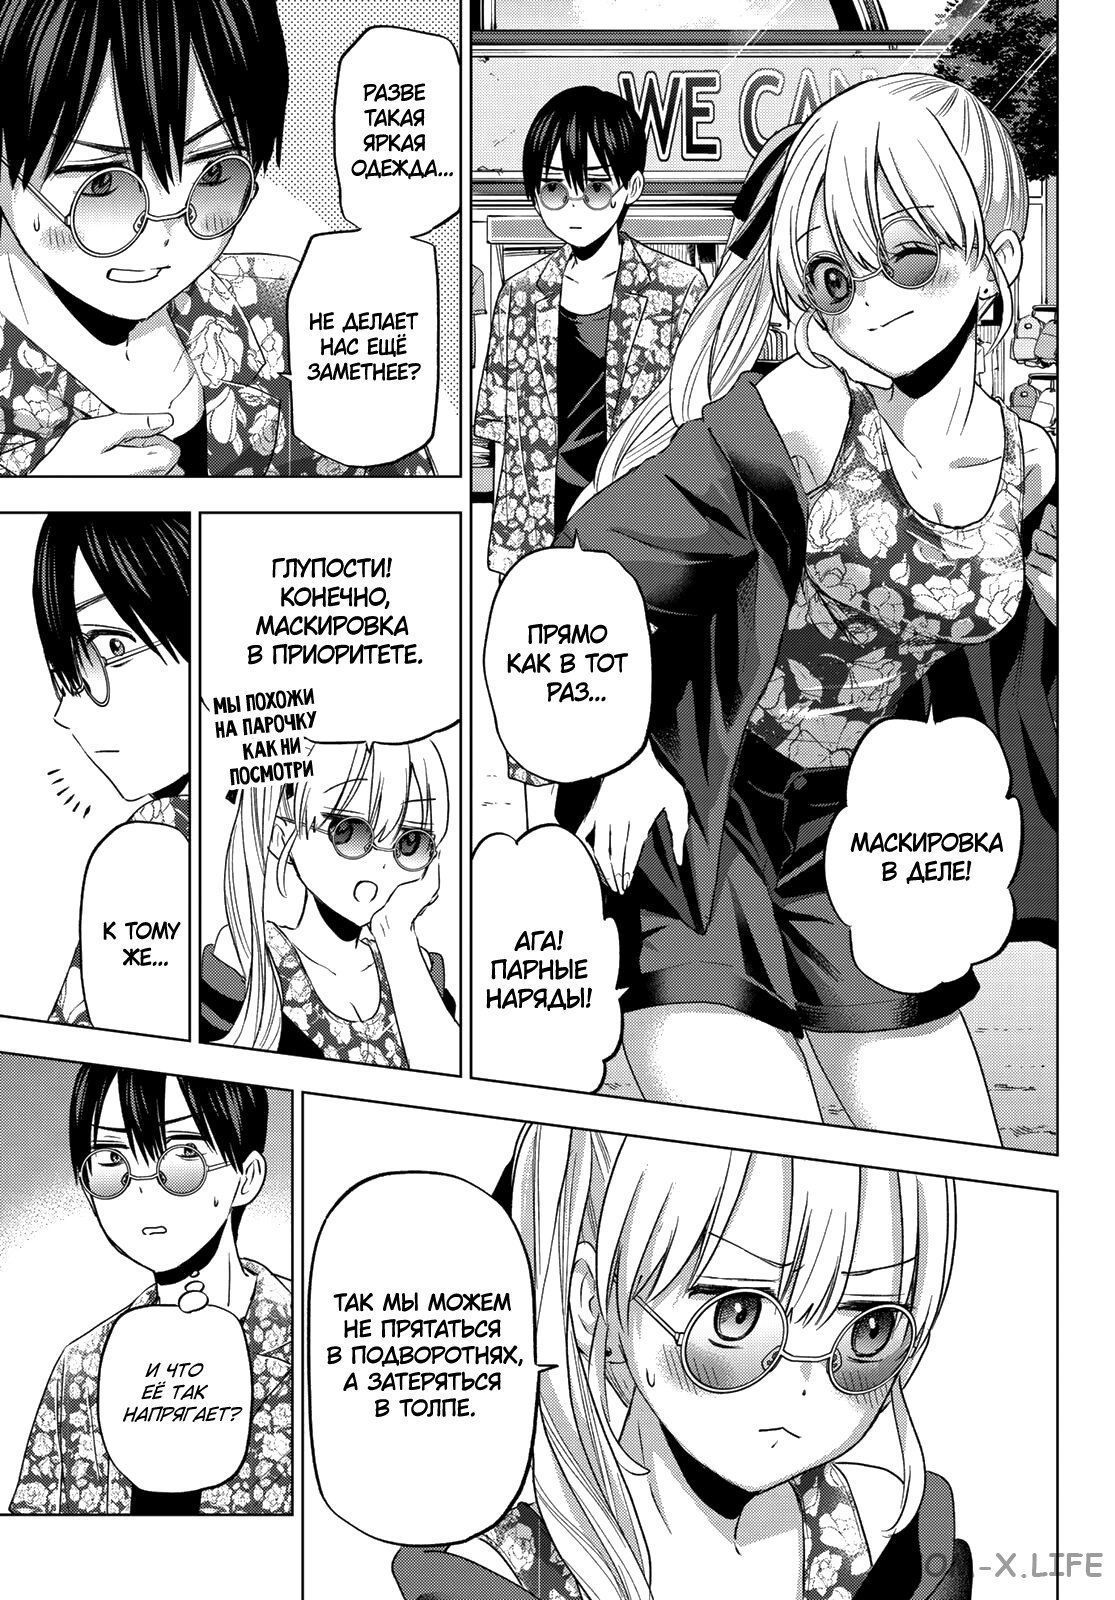 WE CAN
МАСКИРОВКА
В ДЕЛЕ!
ПРЯМО
КАК В ТОТ
РАЗ...
АГА!
ПАРНЫЕ
НАРЯДЫ!
РАЗВЕ
ТАКАЯ
ЯРКАЯ
ОДЕЖДА...
НЕ ДЕЛАЕТ
НАС ЕЩЁ
ЗАМЕТНЕЕ?
ГЛУПОСТИ!
КОНЕЧНО,
МАСКИРОВКА
В ПРИОРИТЕТЕ.
МЫ ПОХОЖИ
НА ПАРОЧКУ
КАК НИ
ПОСМОТРИ
К ТОМУ
ЖЕ...
ТАК МЫ МОЖЕМ
НЕ ПРЯТАТЬСЯ
В ПОДВОРОТНЯХ,
А ЗАТЕРЯТЬСЯ
В ТОЛПЕ.
И ЧТО
ЕЁ ТАК
НАПРЯГАЕТ?
-X.LIFE